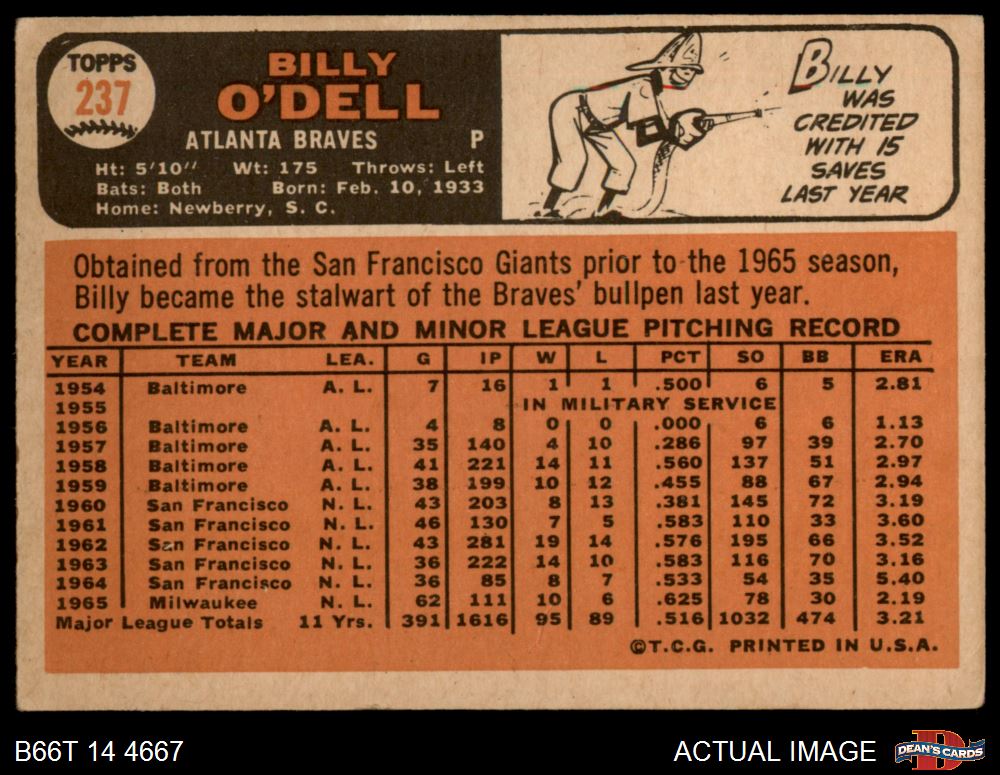 TOPPS
237
BILLY
O'DELL
ATLANTA BRAVES P
Ht: 5'10" Wt: 175 Throws: Left
Bats: Both Born: Feb. 10, 1933
Home: Newberry, S. C.
BILLY
WAS
CREDITED
WITH 15
SAVES
LAST YEAR
Obtained from the San Francisco Giants prior to the 1965 season,
Billy became the stalwart of the Braves' bullpen last year.
COMPLETE MAJOR AND MINOR LEAGUE PITCHING RECORD
YEAR TEAM LEA. G IP W L PCT SO BB ERA
1954 Baltimore A. L. 7 16 1 1 .500 6 5 2.81
1955 IN MILITARY SERVICE
1956 Baltimore A. L. 4 8 0 0 .000 6 6 1.13
1957 Baltimore A. L. 35 140 4 10 .286 97 39 2.70
1958 Baltimore A. L. 41 221 14 11 .560 137 51 2.97
1959 Baltimore A. L. 38 199 10 12 .455 88 67 2.94
1960 San Francisco N. L. 43 203 8 13 .381 145 72 3.19
1961 San Francisco N. L. 46 130 7 5 .583 110 33 3.60
1962 San Francisco N. L. 43 281 19 14 .576 195 66 3.52
1963 San Francisco N. L. 36 222 14 10 .583 116 70 3.16
1964 San Francisco N. L. 36 85 8 7 .533 54 35 5.40
1965 Milwaukee N. L. 62 111 10 6 .625 78 30 2.19
Major League Totals 11 Yrs. 391 1616 95 89 .516 1032 474 3.21
©T.C.G. PRINTED IN U.S.A.
B66T 14 4667
ACTUAL IMAGE
DEAN'S CARDS